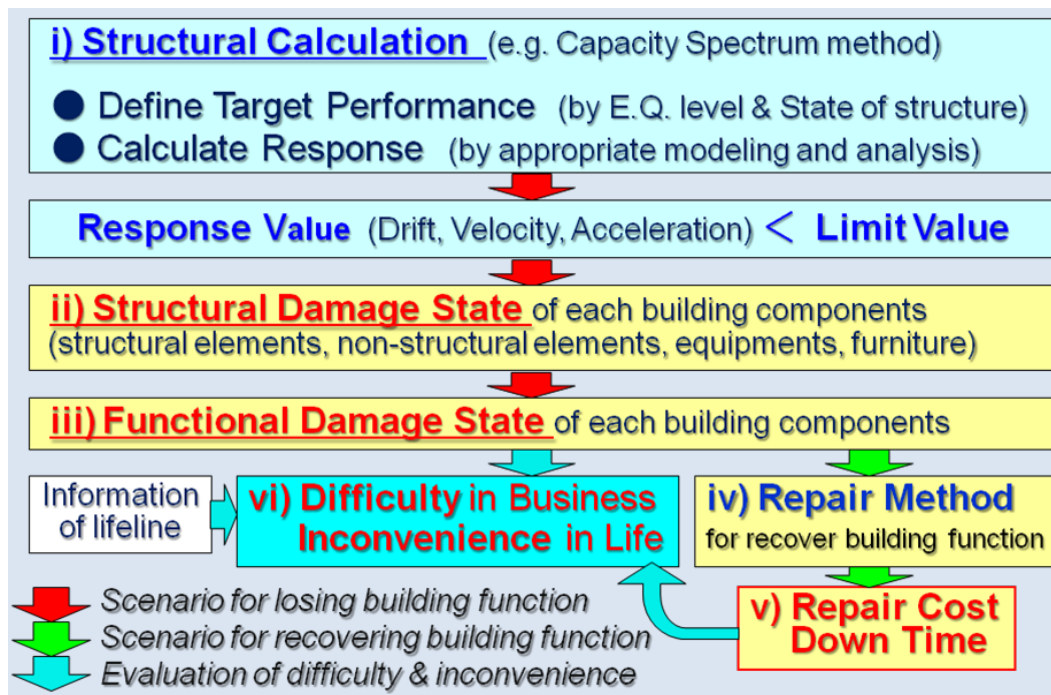 i) Structural Calculation (e.g. Capacity Spectrum method)
● Define Target Performance (by E.Q. level & State of structure)
● Calculate Response (by appropriate modeling and analysis)
Response Value (Drift, Velocity, Acceleration) < Limit Value
ii) Structural Damage State of each building components
(structural elements, non-structural elements, equipments, furniture)
iii) Functional Damage State of each building components
Information
of lifeline
vi) Difficulty in Business
Inconvenience in Life
iv) Repair Method
for recover building function
v) Repair Cost
Down Time
Scenario for losing building function
Scenario for recovering building function
Evaluation of difficulty & inconvenience